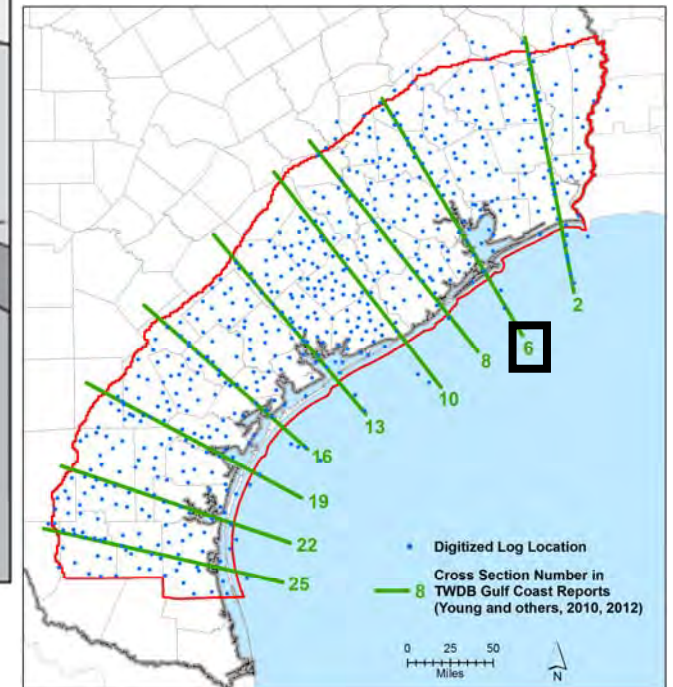 2
6
8
10
13
16
19
22
25
Digitized Log Location
8 Cross Section Number in
TWDB Gulf Coast Reports
(Young and others, 2010, 2012)
0 25 50
Miles
N